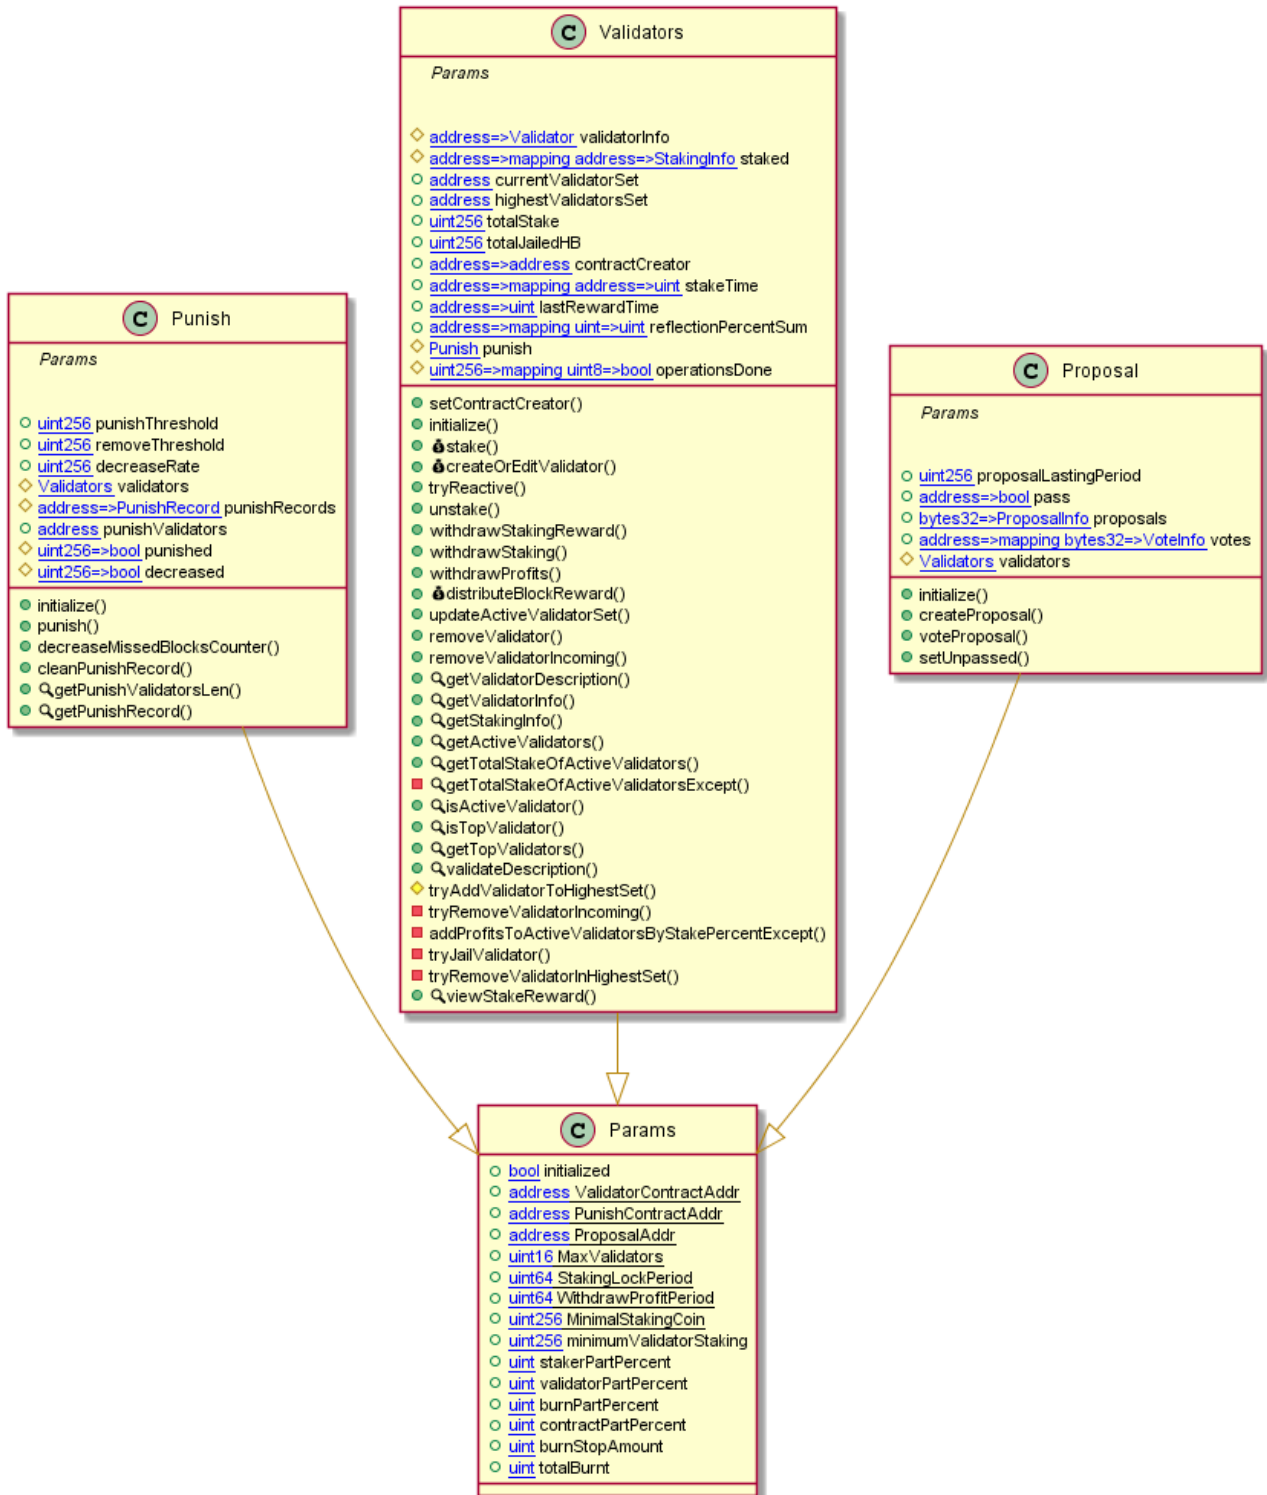 C Validators
Params
address=>Validator validatorInfo
address=>mapping address=>StakingInfo staked
address currentValidatorSet
address highestValidatorsSet
uint256 totalStake
uint256 totalJailedHB
address=>address contractCreator
address=>mapping address=>uint stakeTime
address=>uint lastRewardTime
address=>mapping uint=>uint reflectionPercentSum
Punish punish
uint256=>mapping uint8=>bool operationsDone
setContractCreator()
initialize()
stake()
createOrEditValidator()
tryReactive()
unstake()
withdrawStakingReward()
withdrawStaking()
withdrawProfits()
distributeBlockReward()
updateActiveValidatorSet()
removeValidator()
removeValidatorIncoming()
getValidatorDescription()
getValidatorInfo()
getStakingInfo()
getActiveValidators()
getTotalStakeOfActiveValidators()
getTotalStakeOfActiveValidatorsExcept()
isActiveValidator()
isTopValidator()
getTopValidators()
validateDescription()
tryAddValidatorToHighestSet()
tryRemoveValidatorIncoming()
addProfitsToActiveValidatorsByStakePercentExcept()
tryJailValidator()
tryRemoveValidatorInHighestSet()
viewStakeReward()
C Punish
Params
uint256 punishThreshold
uint256 removeThreshold
uint256 decreaseRate
Validators validators
address=>PunishRecord punishRecords
address punishValidators
uint256=>bool punished
uint256=>bool decreased
initialize()
punish()
decreaseMissedBlocksCounter()
cleanPunishRecord()
getPunishValidatorsLen()
getPunishRecord()
C Proposal
Params
uint256 proposalLastingPeriod
address=>bool pass
bytes32=>ProposalInfo proposals
address=>mapping bytes32=>VoteInfo votes
Validators validators
initialize()
createProposal()
voteProposal()
setUnpassed()
C Params
bool initialized
address ValidatorContractAddr
address PunishContractAddr
address ProposalAddr
uint16 MaxValidators
uint64 StakingLockPeriod
uint64 WithdrawProfitPeriod
uint256 MinimalStakingCoin
uint256 minimumValidatorStaking
uint stakerPartPercent
uint validatorPartPercent
uint burnPartPercent
uint contractPartPercent
uint burnStopAmount
uint totalBurnt